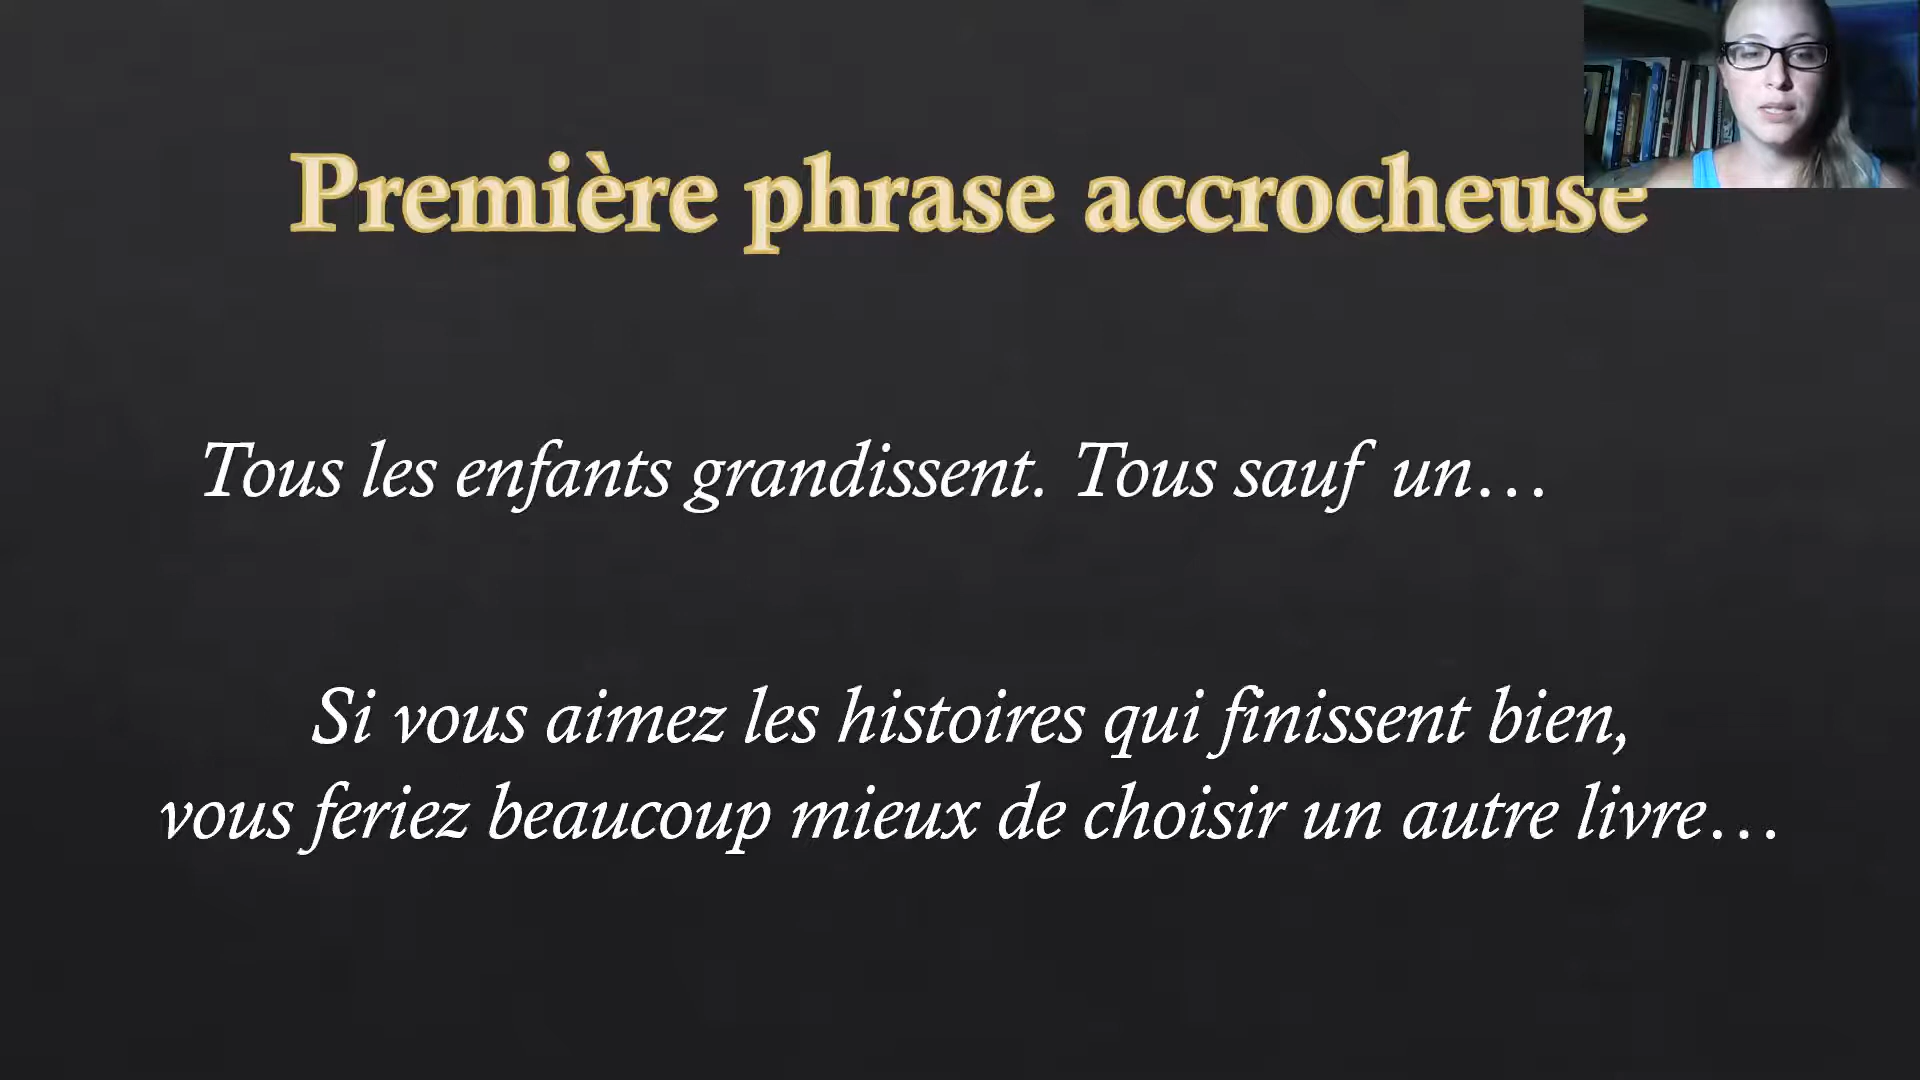 Première phrase accrocheuse
Tous les enfants grandissent. Tous sauf un…
Si vous aimez les histoires qui finissent bien,
vous feriez beaucoup mieux de choisir un autre livre…